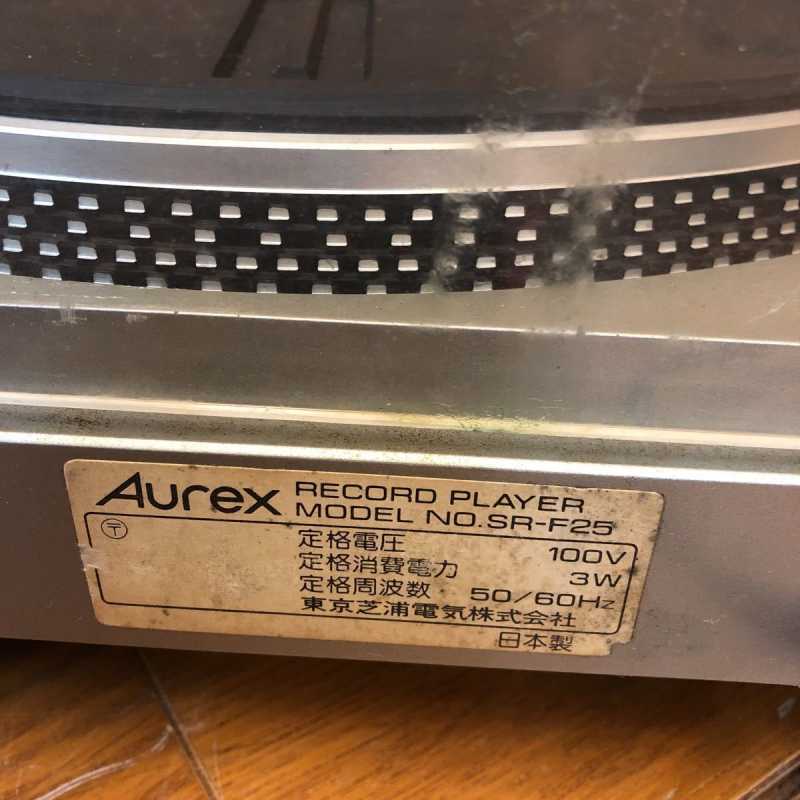 Aurex RECORD PLAYER
MODEL NO. SR-F25
〒
定格電圧 100V
定格消費電力 3W
定格周波数 50/60Hz
東京芝浦電気株式会社
日本製